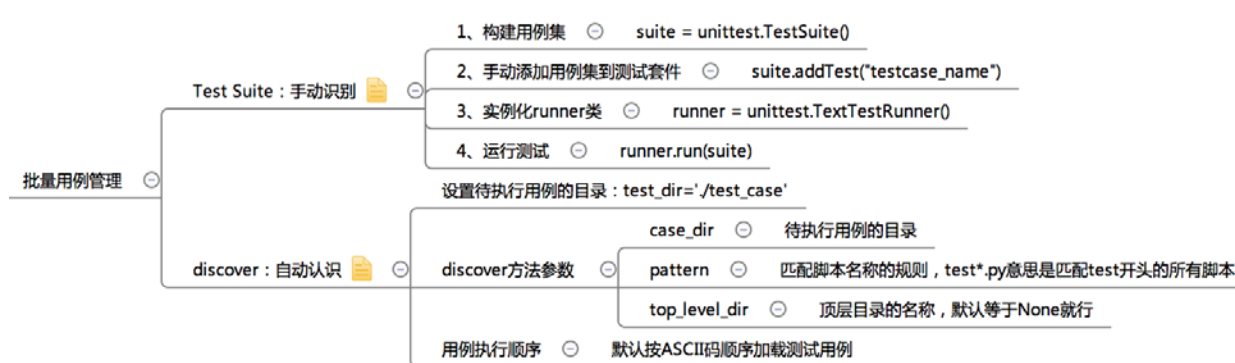 批量用例管理
Test Suite：手动识别
1、构建用例集
suite = unittest.TestSuite()
2、手动添加用例集到测试套件
suite.addTest("testcase_name")
3、实例化runner类
runner = unittest.TextTestRunner()
4、运行测试
runner.run(suite)
discover：自动认识
设置待执行用例的目录：test_dir='./test_case'
discover方法参数
case_dir
待执行用例的目录
pattern
匹配脚本名称的规则，test*.py意思是匹配test开头的所有脚本
top_level_dir
顶层目录的名称，默认等于None就行
用例执行顺序
默认按ASCII码顺序加载测试用例